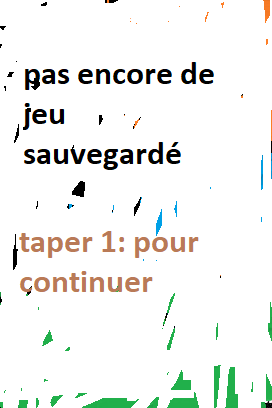 pas encore de
jeu
sauvegardé
taper 1: pour
continuer